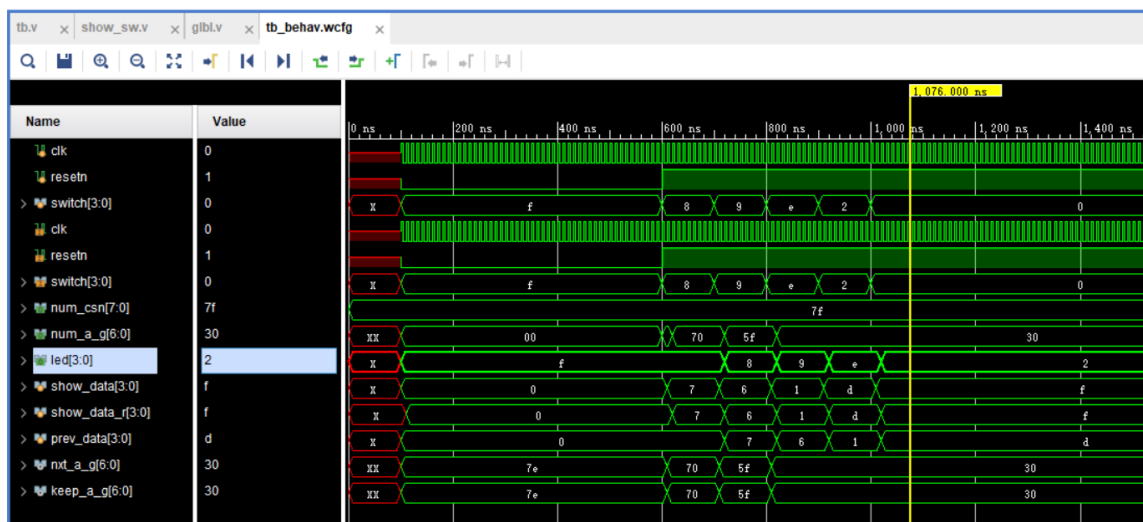 tb.v × show_sw.v × glbl.v × tb_behav.wcfg ×
1,076.000 ns
Name Value
0 ns 200 ns 400 ns 600 ns 800 ns 1,000 ns 1,200 ns 1,400 ns
clk 0
resetn 1
switch[3:0] 0 X f 8 9 e 2 0
clk 0
resetn 1
switch[3:0] 0 X f 8 9 e 2 0
num_csn[7:0] 7f 7f
num_a_g[6:0] 30 XX 00 70 5f 30
led[3:0] 2 X f 8 9 e 2
show_data[3:0] f X 0 7 6 1 d f
show_data_r[3:0] f X 0 7 6 1 d f
prev_data[3:0] d X 0 7 6 1 d
nxt_a_g[6:0] 30 XX 7e 70 5f 30
keep_a_g[6:0] 30 XX 7e 70 5f 30